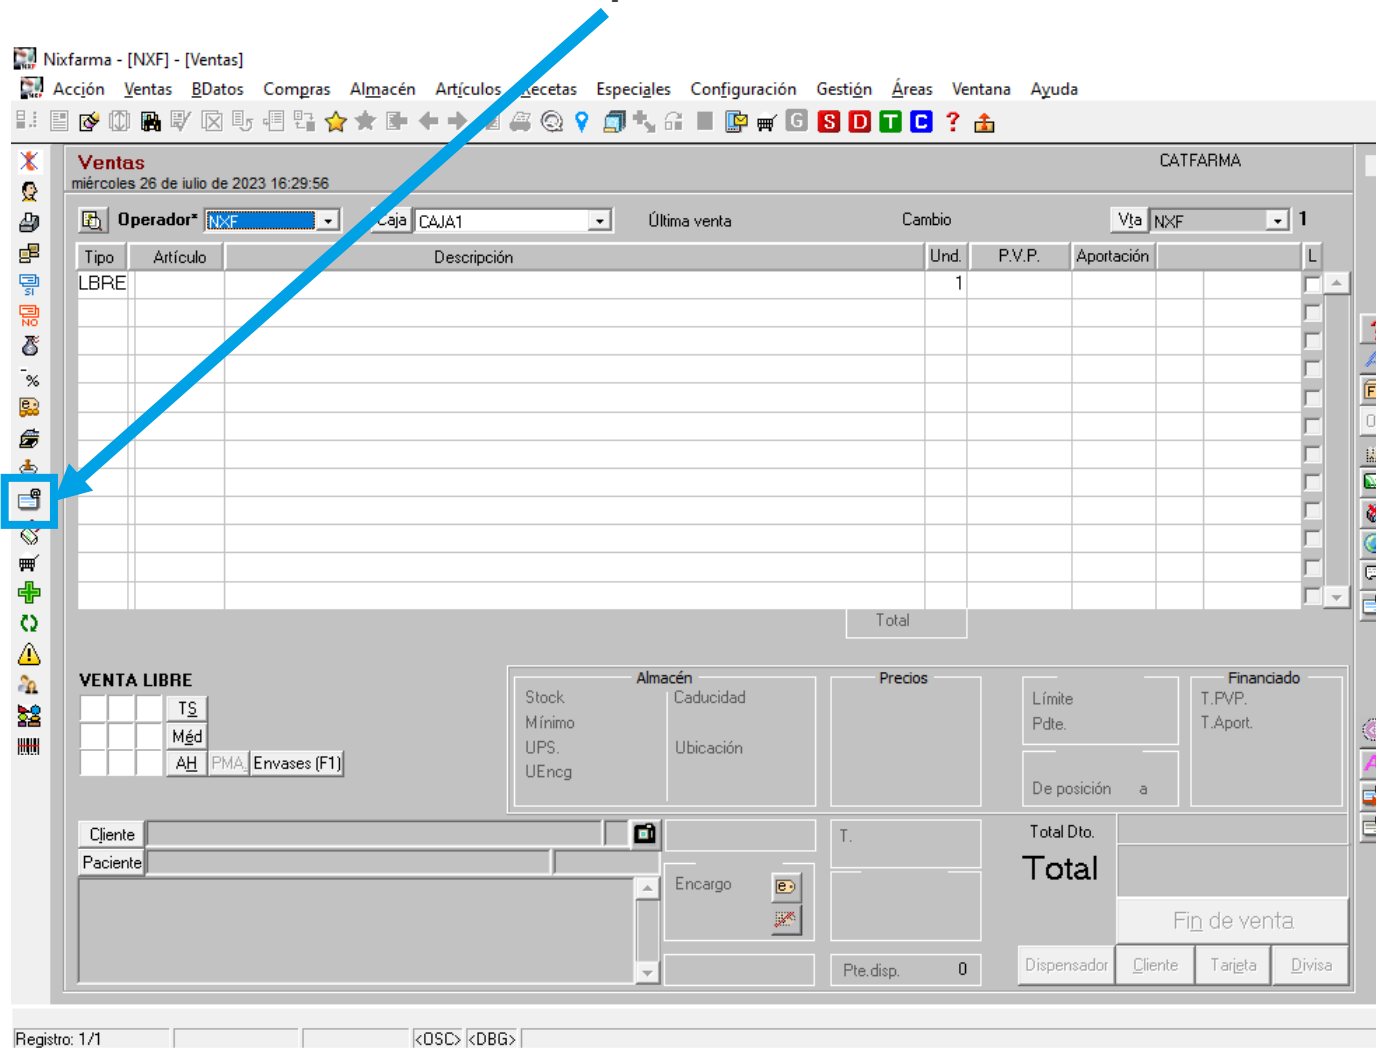 Nixfarma - [NXF] - [Ventas]
Acción Ventas BDatos Compras Almacén Artículos Recetas Especiales Configuración Gestión Áreas Ventana Ayuda
G S D T C ?
Ventas
CATFARMA
miércoles 26 de julio de 2023 16:29:56
Operador* NXF Caja CAJA1 Última venta Cambio Vta NXF 1
Tipo Artículo Descripción Und. P.V.P. Aportación L
LBRE 1
SI
NO
%
Total
VENTA LIBRE
TS
Méd
AH PMA. Envases (F1)
Almacén
Stock Caducidad
Mínimo
UPS. Ubicación
UEncg
Precios
Límite
Pdte.
De posición a
Financiado
T.PVP.
T.Aport.
Cliente
Paciente
T.
Encargo
Pte.disp. 0
Total Dto.
Total
Fin de venta
Dispensador Cliente Tarjeta Divisa
Registro: 1/1 <OSC> <DBG>